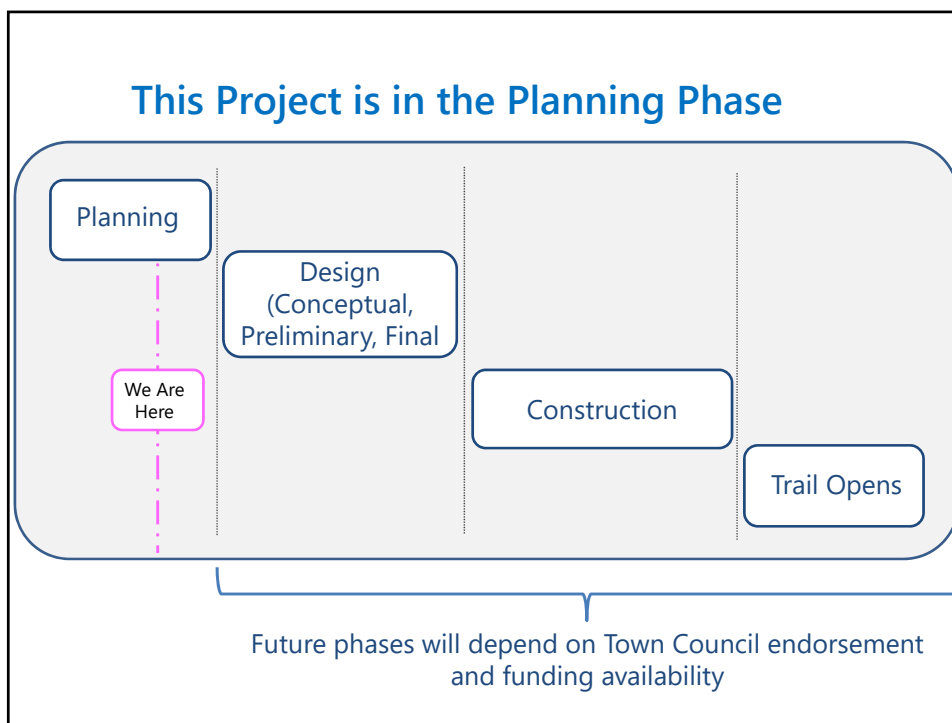 This Project is in the Planning Phase
Planning
Design
(Conceptual,
Preliminary, Final
We Are
Here
Construction
Trail Opens
Future phases will depend on Town Council endorsement
and funding availability